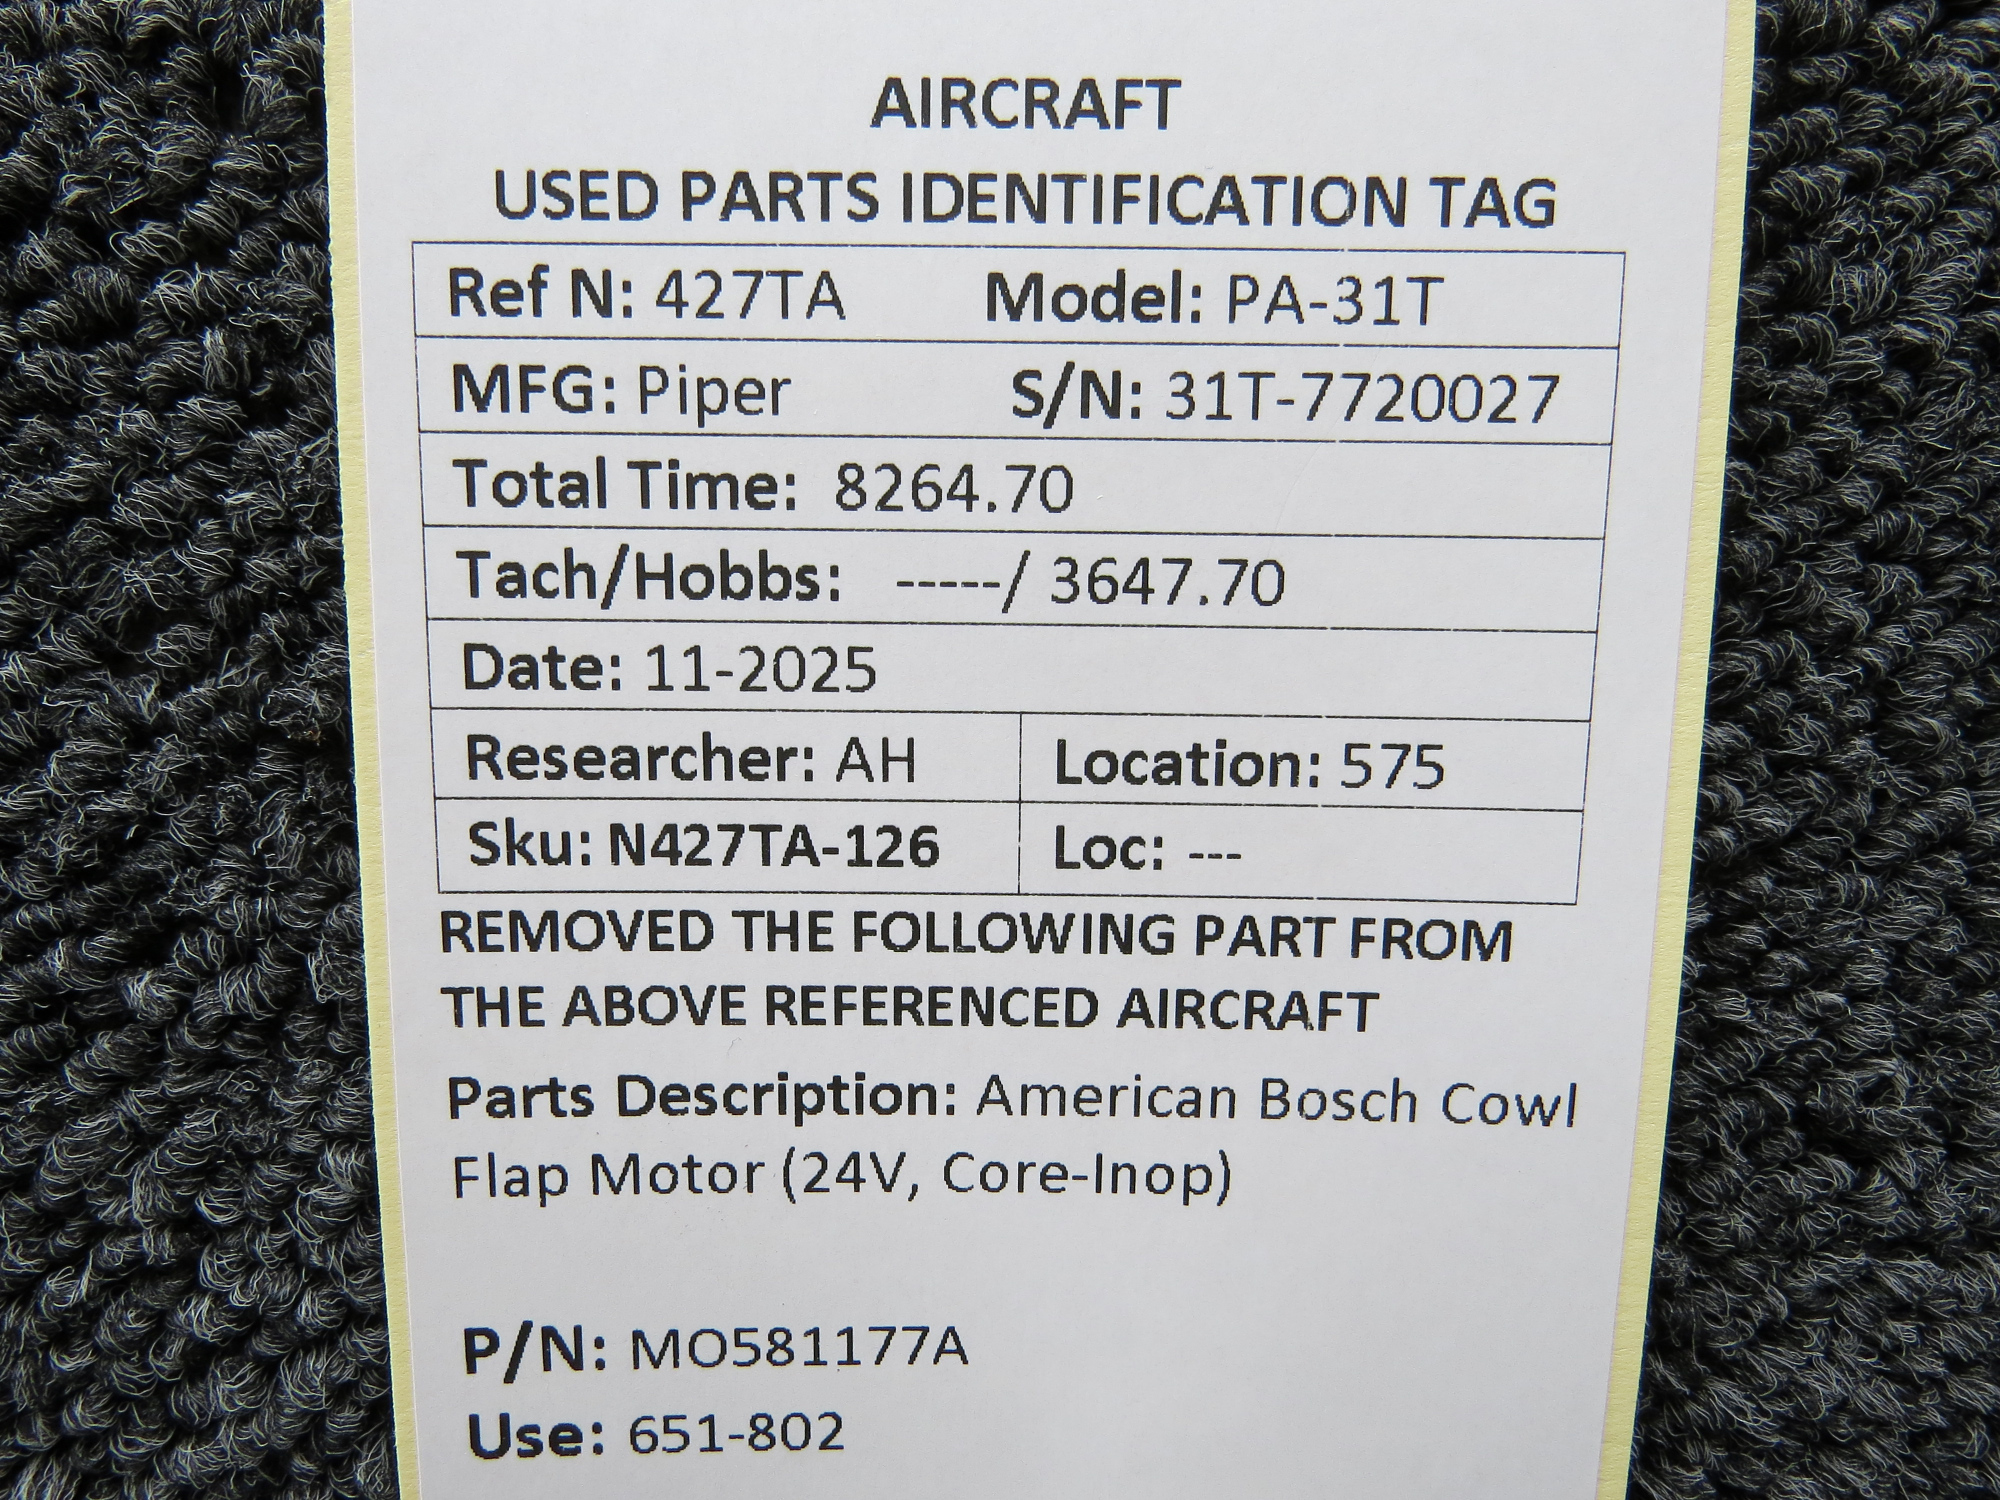 AIRCRAFT
USED PARTS IDENTIFICATION TAG
Ref N: 427TA Model: PA-31T
MFG: Piper S/N: 31T-7720027
Total Time: 8264.70
Tach/Hobbs: -----/ 3647.70
Date: 11-2025
Researcher: AH Location: 575
Sku: N427TA-126 Loc: ---
REMOVED THE FOLLOWING PART FROM
THE ABOVE REFERENCED AIRCRAFT
Parts Description: American Bosch Cowl
Flap Motor (24V, Core-Inop)
P/N: MO581177A
Use: 651-802